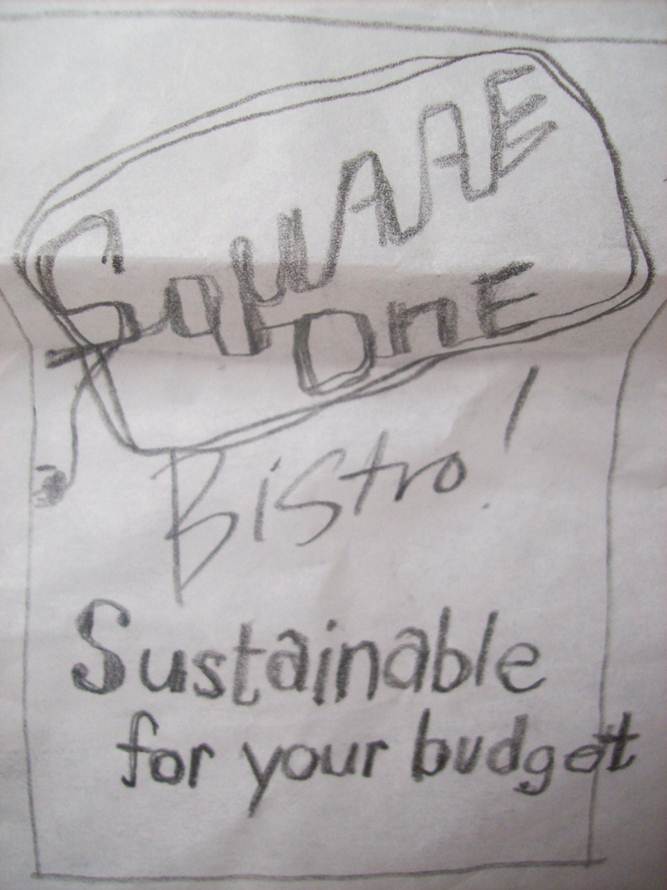 SquARE
OnE
Bistro!
Sustainable
for your budget